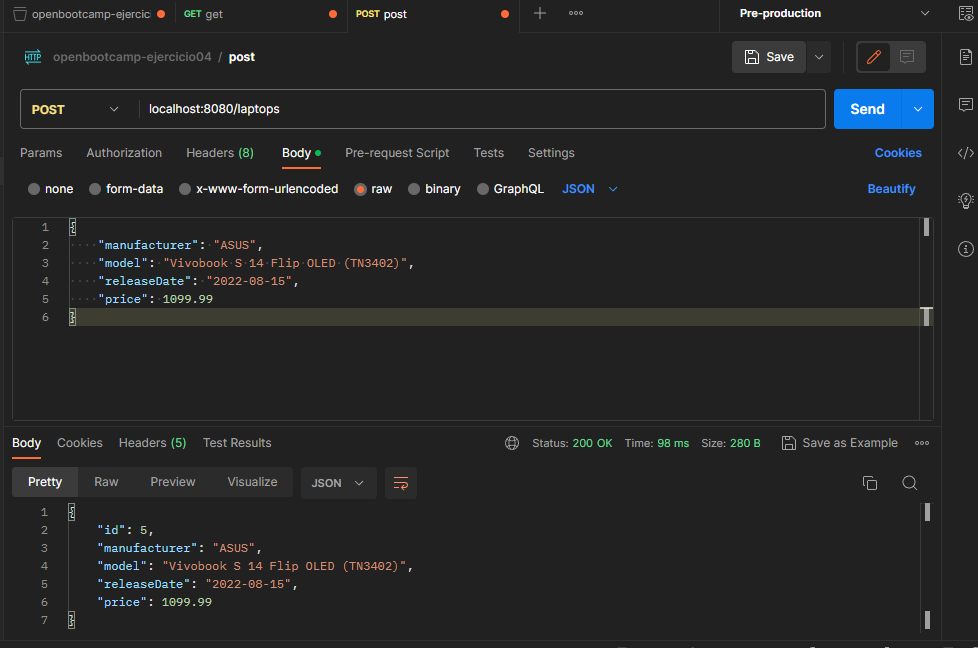 openbootcamp-ejercici
GET get
POST post
Pre-production
HTTP openbootcamp-ejercicio04 / post
Save
POST localhost:8080/laptops
Send
Params Authorization Headers (8) Body Pre-request Script Tests Settings Cookies
none form-data x-www-form-urlencoded raw binary GraphQL JSON Beautify
1 {
2 "manufacturer": "ASUS",
3 "model": "Vivobook S 14 Flip OLED (TN3402)",
4 "releaseDate": "2022-08-15",
5 "price": 1099.99
6 }
Body Cookies Headers (5) Test Results Status: 200 OK Time: 98 ms Size: 280 B Save as Example
Pretty Raw Preview Visualize JSON
1 {
2 "id": 5,
3 "manufacturer": "ASUS",
4 "model": "Vivobook S 14 Flip OLED (TN3402)",
5 "releaseDate": "2022-08-15",
6 "price": 1099.99
7 }